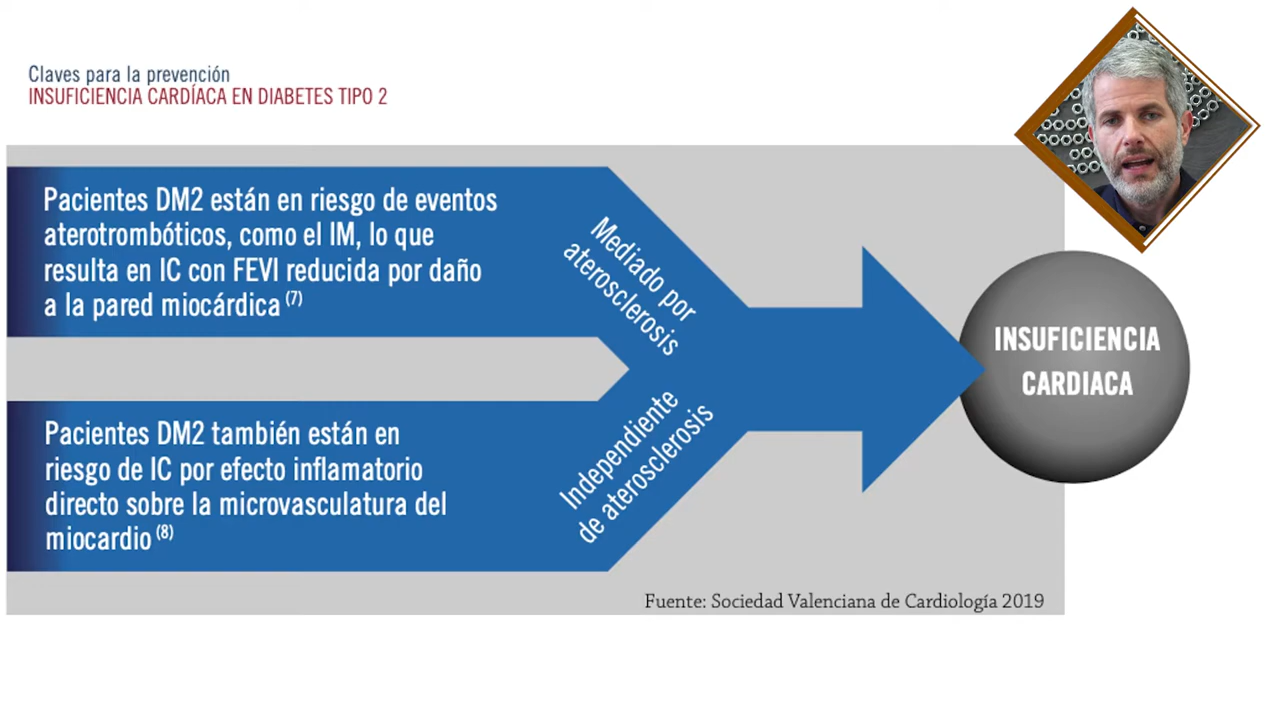 Claves para la prevención
INSUFICIENCIA CARDÍACA EN DIABETES TIPO 2
Pacientes DM2 están en riesgo de eventos
aterotrombóticos, como el IM, lo que
resulta en IC con FEVI reducida por daño
a la pared miocárdica (7)
Mediado por
aterosclerosis
Pacientes DM2 también están en
riesgo de IC por efecto inflamatorio
directo sobre la microvasculatura del
miocardio (8)
Independiente
de aterosclerosis
INSUFICIENCIA
CARDIACA
Fuente: Sociedad Valenciana de Cardiología 2019